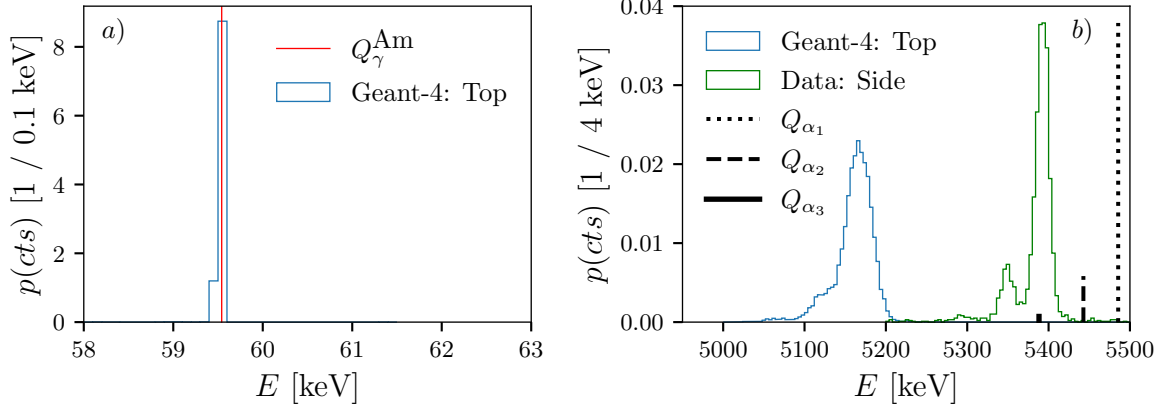 a)
Q_γ^Am
Geant-4: Top
p(cts) [1 / 0.1 keV]
8
6
4
2
0
58 59 60 61 62 63
E [keV]
b)
Geant-4: Top
Data: Side
Q_α₁
Q_α₂
Q_α₃
p(cts) [1 / 4 keV]
0.04
0.03
0.02
0.01
0.00
5000 5100 5200 5300 5400 5500
E [keV]